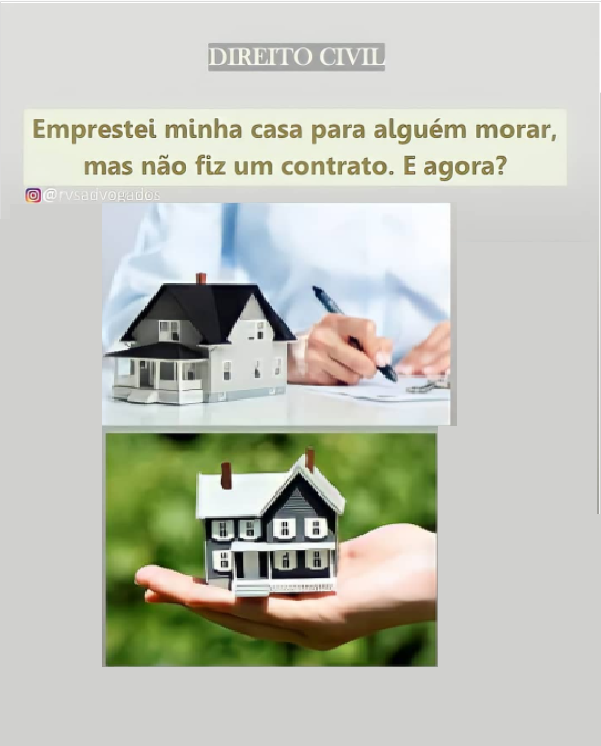 DIREITO CIVIL
Emprestei minha casa para alguém morar,
mas não fiz um contrato. E agora?
@rvsadvogados